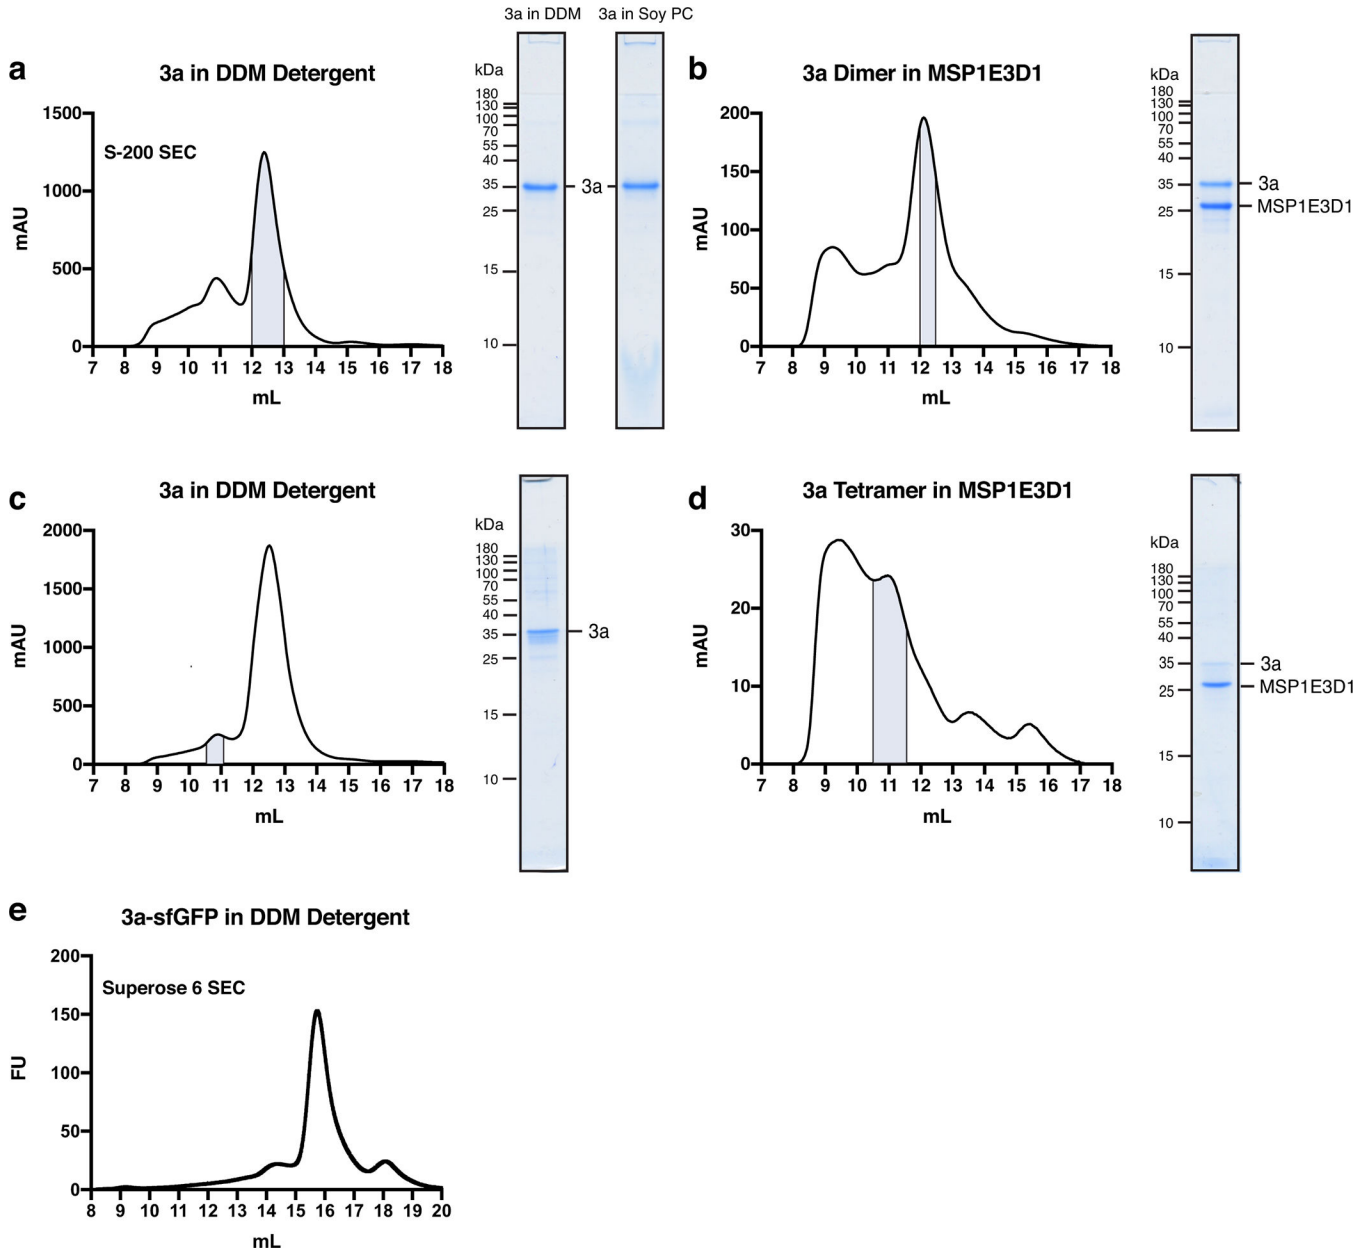 3a in DDM 3a in Soy PC
a 3a in DDM Detergent
S-200 SEC
1500
1000
500
0
mAU
7 8 9 10 11 12 13 14 15 16 17 18
mL
kDa
180
130
100
70
55
40
35
25
15
10
3a
b 3a Dimer in MSP1E3D1
200
150
100
50
0
mAU
7 8 9 10 11 12 13 14 15 16 17 18
mL
kDa
180
130
100
70
55
40
35
25
15
10
3a
MSP1E3D1
c 3a in DDM Detergent
2000
1500
1000
500
0
mAU
7 8 9 10 11 12 13 14 15 16 17 18
mL
kDa
180
130
100
70
55
40
35
25
15
10
3a
d 3a Tetramer in MSP1E3D1
30
20
10
0
mAU
7 8 9 10 11 12 13 14 15 16 17 18
mL
kDa
180
130
100
70
55
40
35
25
15
10
3a
MSP1E3D1
e 3a-sfGFP in DDM Detergent
Superose 6 SEC
200
150
100
50
0
FU
8 9 10 11 12 13 14 15 16 17 18 19 20
mL